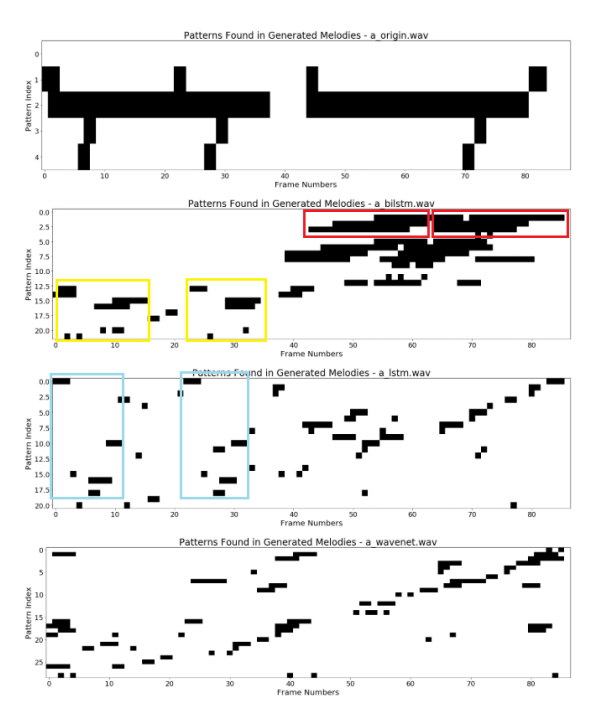 Patterns Found in Generated Melodies - a_origin.wav
0
1
2
3
4
Pattern Index
0 10 20 30 40 50 60 70 80
Frame Numbers
Patterns Found in Generated Melodies - a_bilstm.wav
0.0
2.5
5.0
7.5
10.0
12.5
15.0
17.5
20.0
Pattern Index
0 10 20 30 40 50 60 70 80
Frame Numbers
Patterns Found in Generated Melodies - a_lstm.wav
0.0
2.5
5.0
7.5
10.0
12.5
15.0
17.5
20.0
Pattern Index
0 10 20 30 40 50 60 70 80
Frame Numbers
Patterns Found in Generated Melodies - a_wavenet.wav
0
5
10
15
20
25
Pattern Index
0 10 20 30 40 50 60 70 80
Frame Numbers